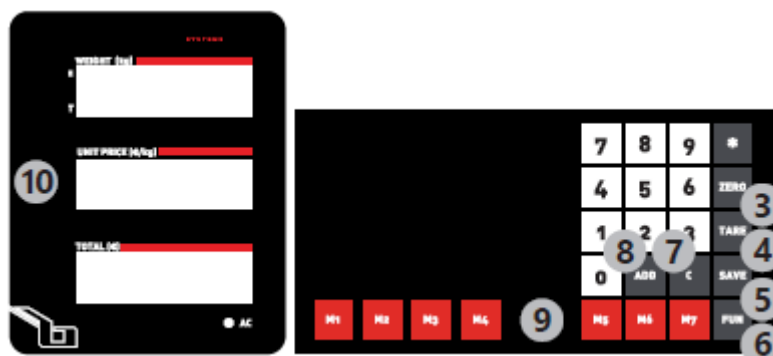 WEIGHT (kg)
T
UNIT PRICE (€/kg)
10
TOTAL (€)
AC
7 8 9 *
4 5 6 ZERO
3
1 2 3 TARE
8 7 4
0 ADD C SAVE
5
M1 M2 M3 M4 9 M5 M6 M7 FUN
6